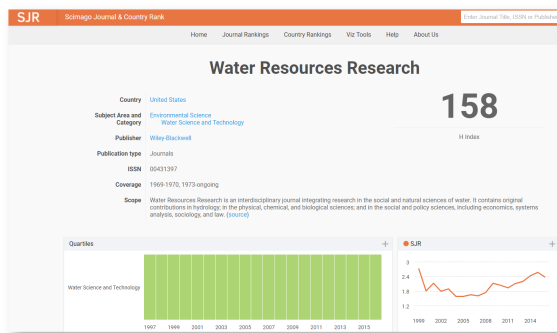 SJR Scimago Journal & Country Rank Enter Journal Title, ISSN or Publisher
Home Journal Rankings Country Rankings Viz Tools Help About Us
Water Resources Research
Country United States
158
Subject Area and Category Environmental Science
Water Science and Technology
H Index
Publisher Wiley-Blackwell
Publication type Journals
ISSN 00431397
Coverage 1969-1970, 1973-ongoing
Scope Water Resources Research is an interdisciplinary journal integrating research in the social and natural sciences of water. It contains original
contributions in hydrology; in the physical, chemical, and biological sciences; and in the social and policy sciences, including economics, systems
analysis, sociology, and law. (source)
Quartiles + SJR +
3
2.4
Water Science and Technology
1.8
1.2
1999 2002 2005 2008 2011 2014
1997 1999 2001 2003 2005 2007 2009 2011 2013 2015